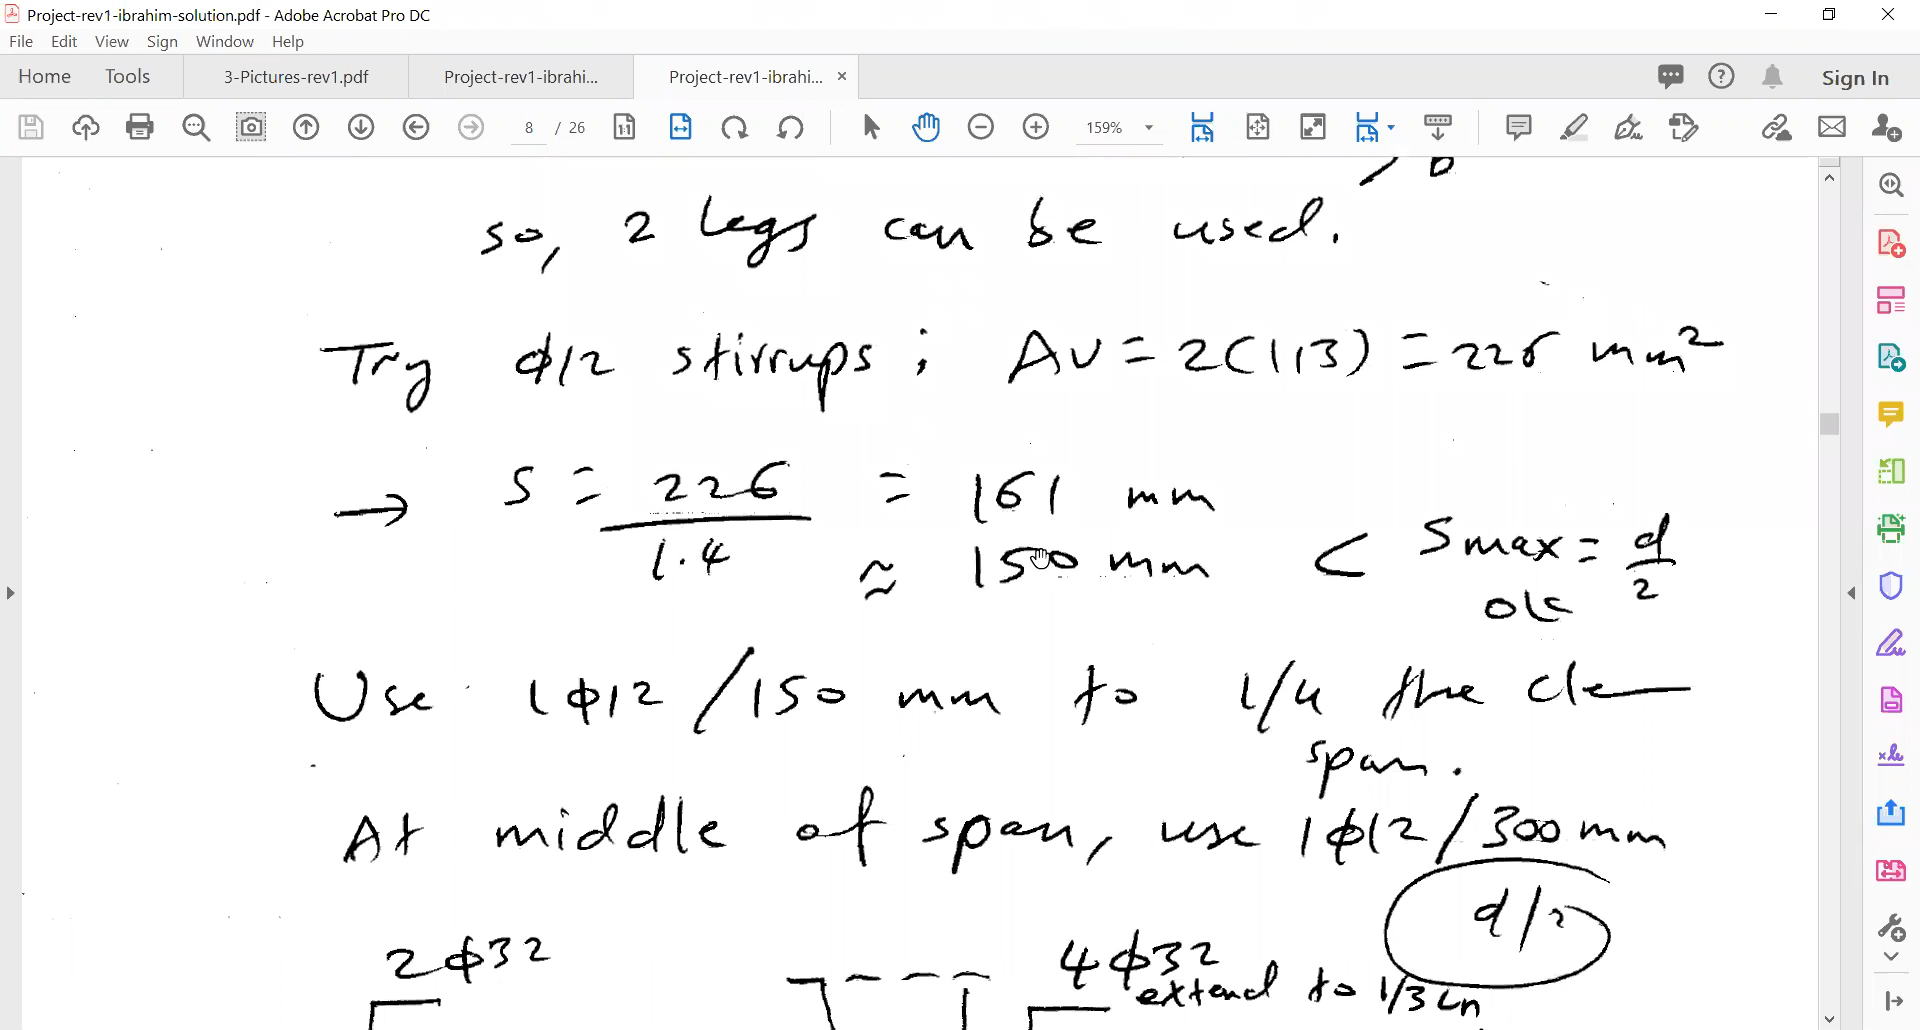 Project-rev1-ibrahim-solution.pdf - Adobe Acrobat Pro DC
File Edit View Sign Window Help
Home Tools 3-Pictures-rev1.pdf Project-rev1-ibrahi... Project-rev1-ibrahi... × Sign In
8 / 26 159%
b
so, 2 legs can be used.
Try φ12 stirrups; Av = 2(113) = 226 mm²
→ S = 226 / 1.4 = 161 mm
≈ 150 mm < Smax = d/2
ok
Use 1φ12/150 mm to 1/4 the
span.
At middle of span, use 1φ12/300 mm
d/2
2φ32 4φ32
extend to 1/3 Ln